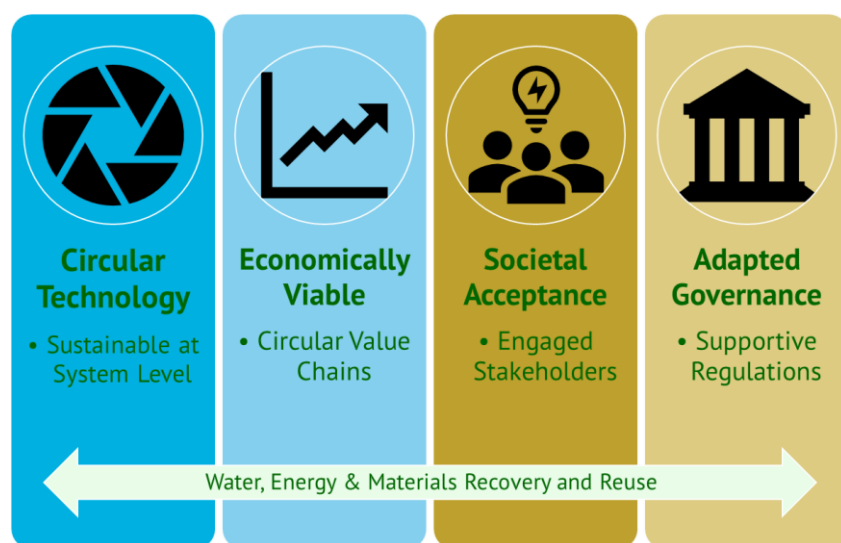 Circular
Technology
• Sustainable at
System Level
Economically
Viable
• Circular Value
Chains
Societal
Acceptance
• Engaged
Stakeholders
Adapted
Governance
• Supportive
Regulations
Water, Energy & Materials Recovery and Reuse